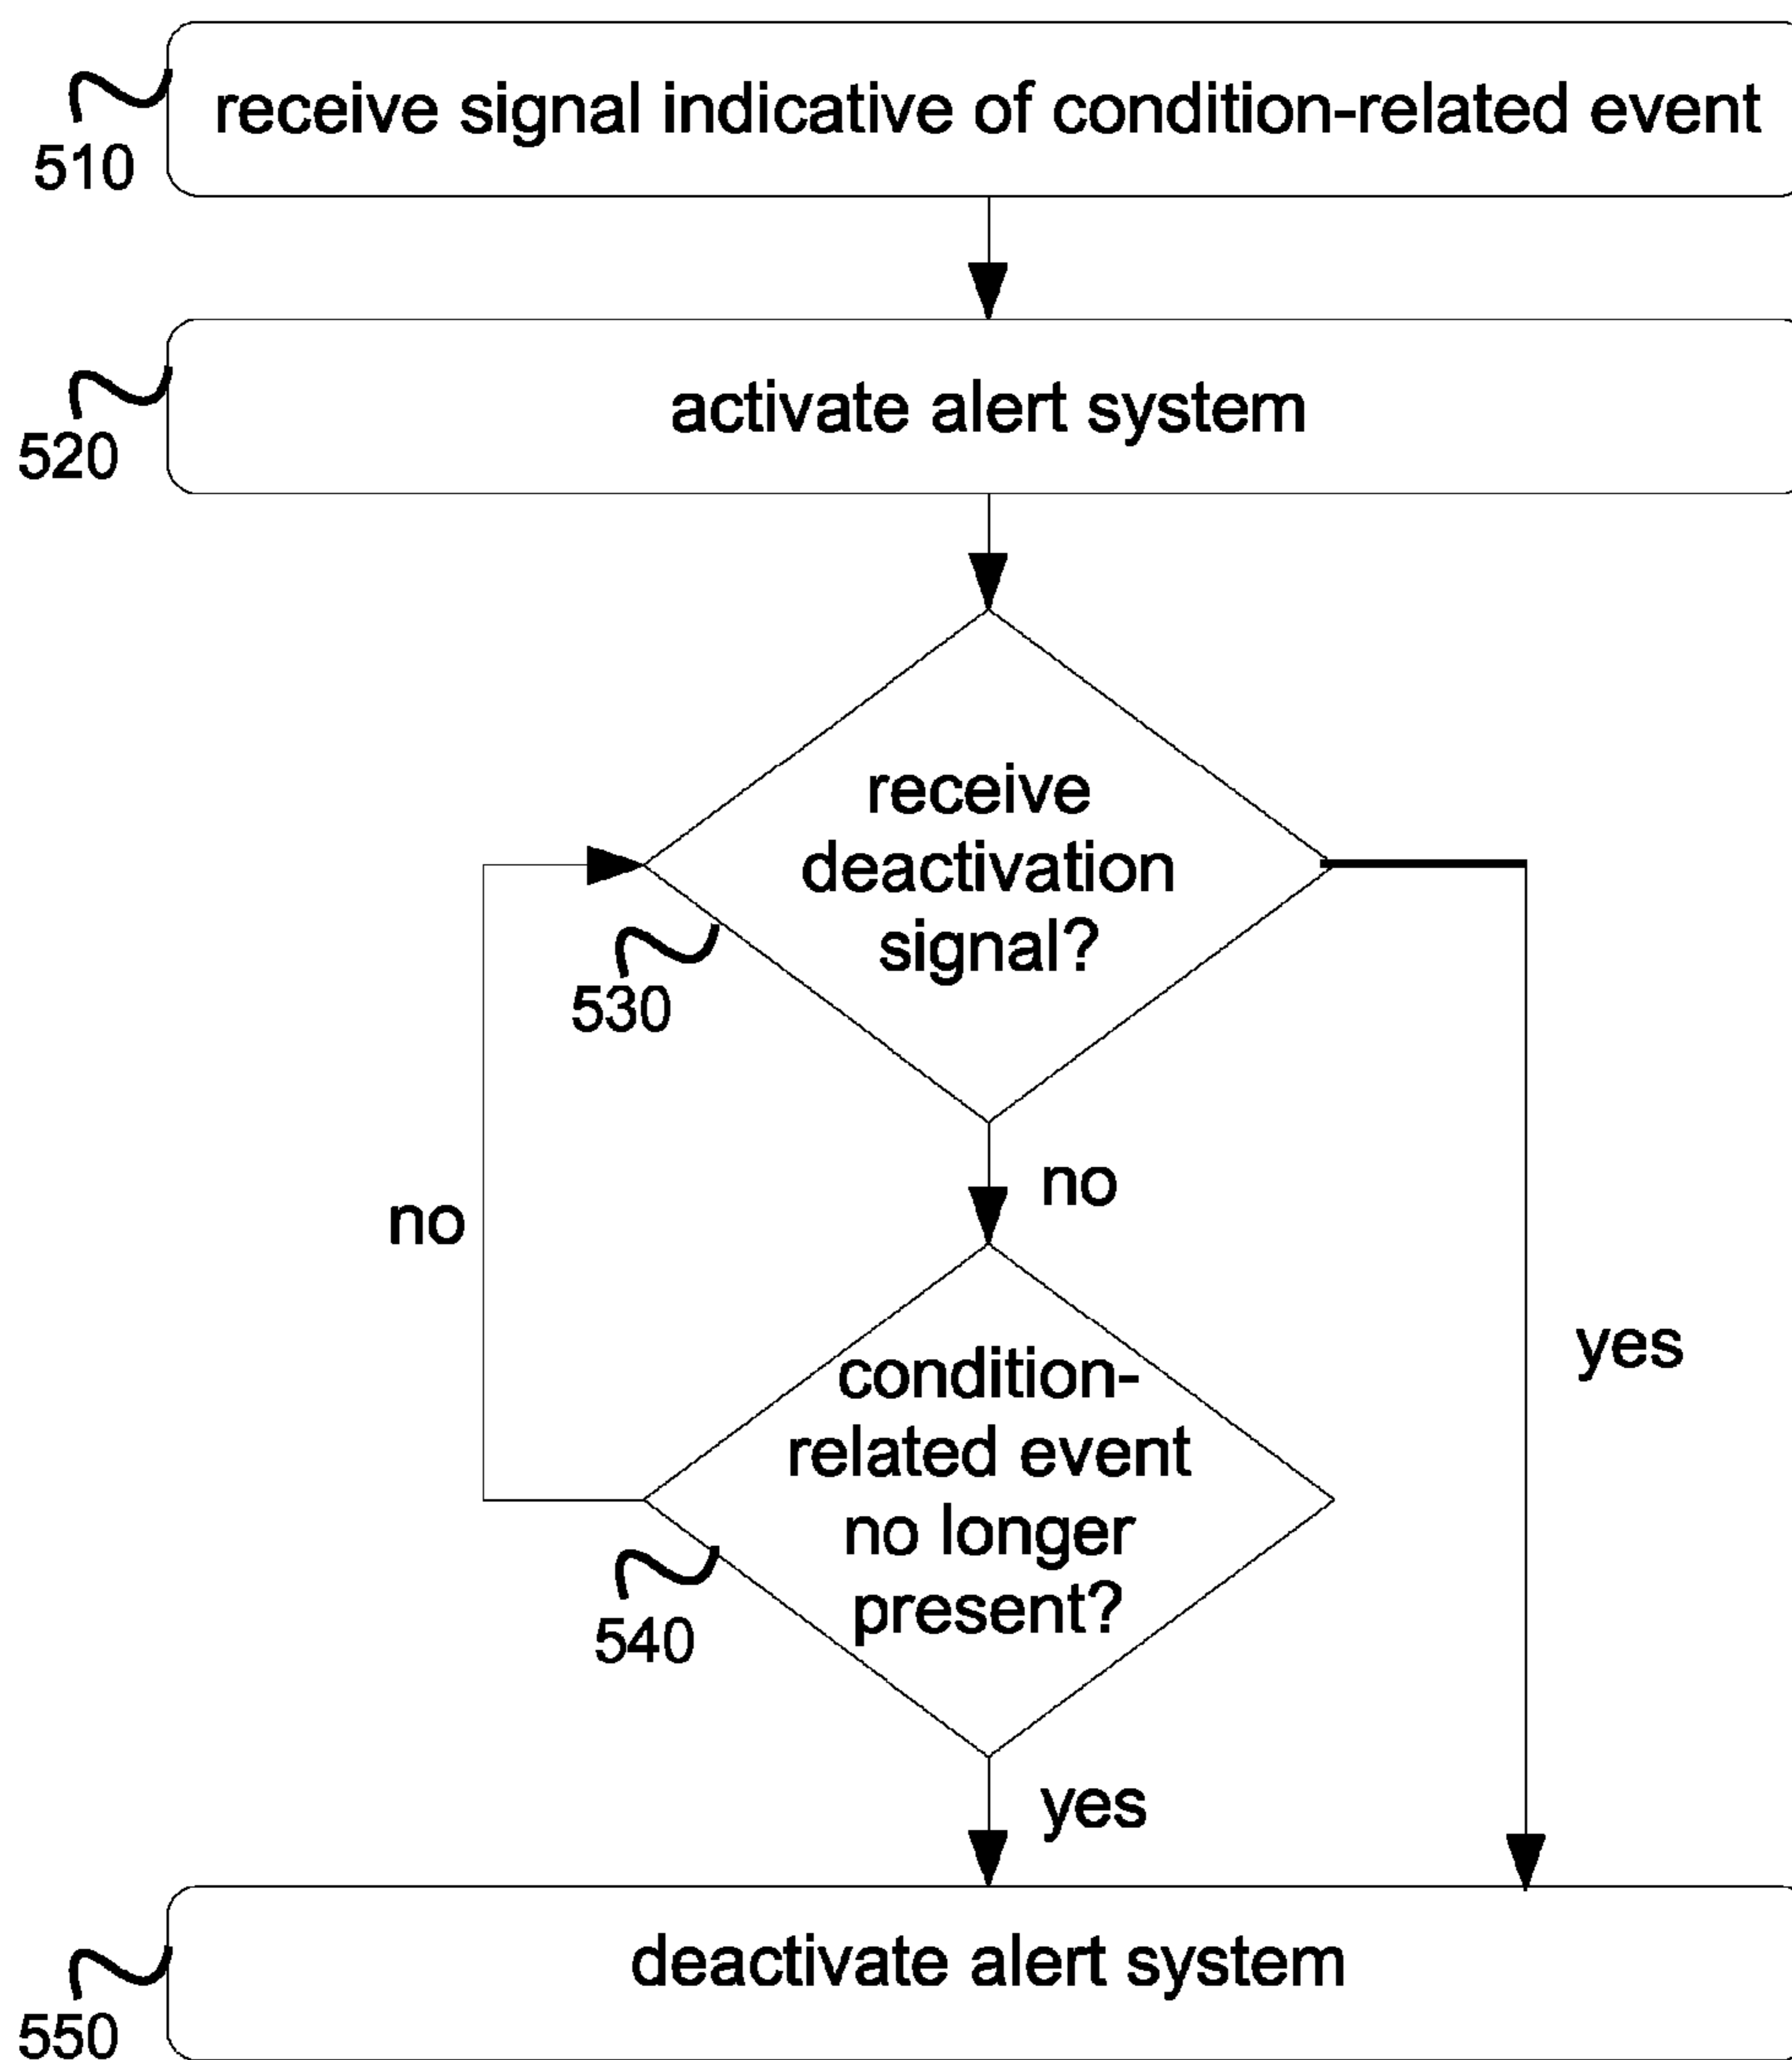 receive signal indicative of condition-related event
510
activate alert system
520
receive
deactivation
signal?
530
no
no
yes
condition-
related event
no longer
present?
540
yes
deactivate alert system
550